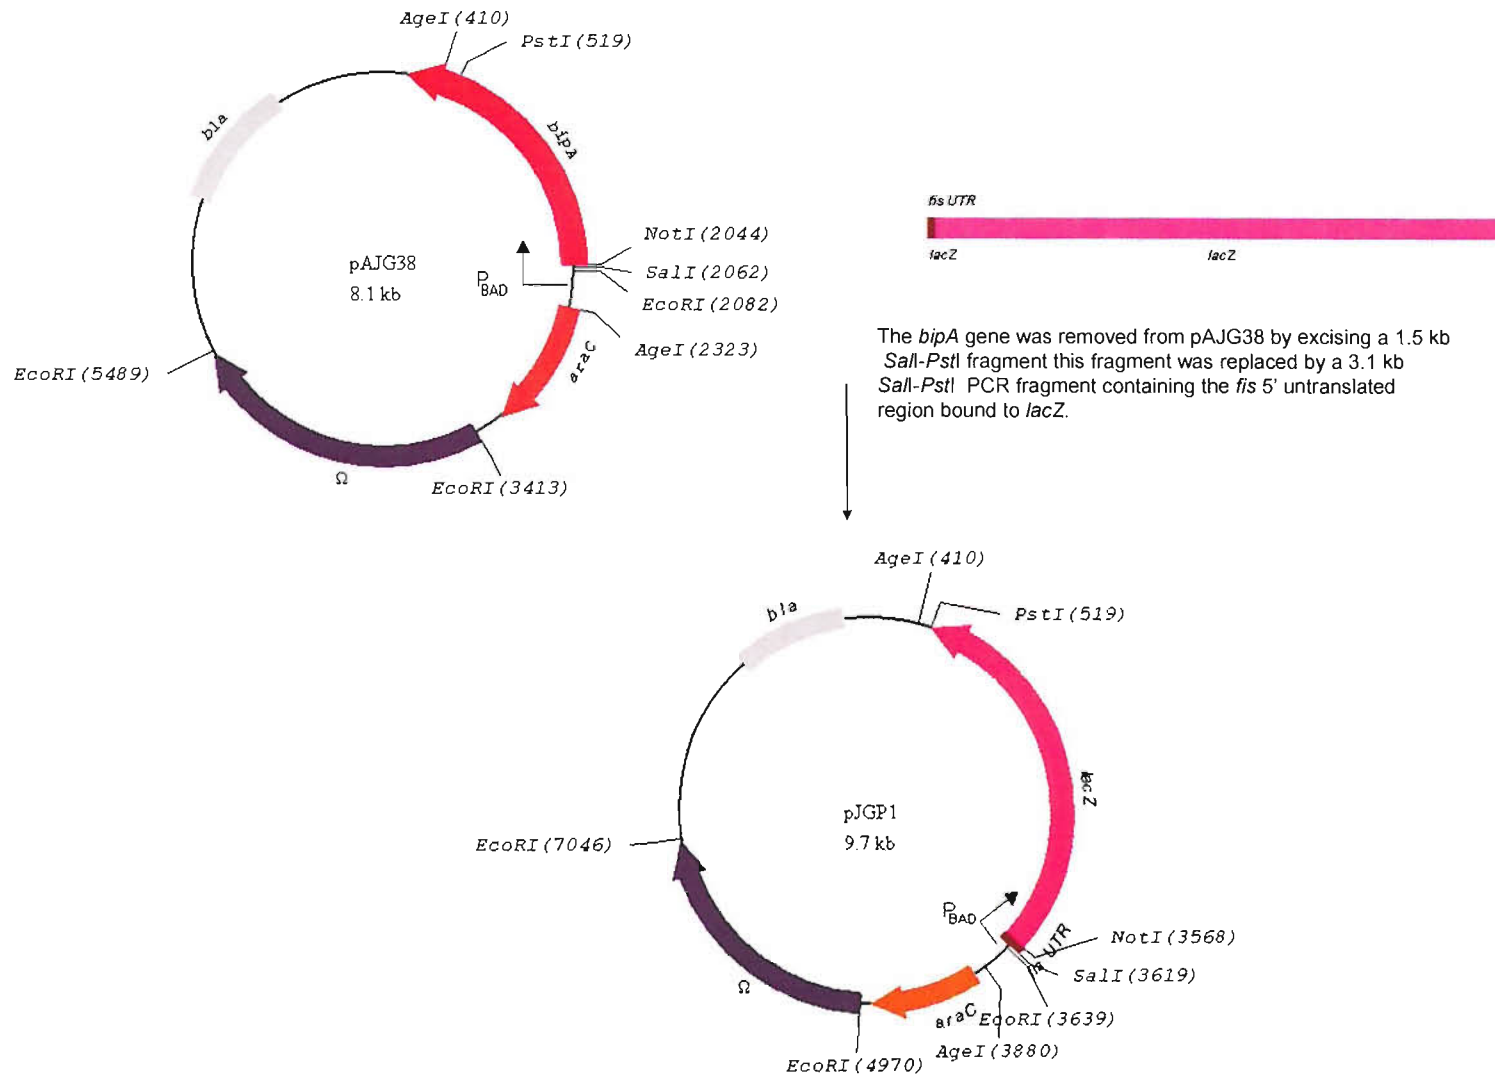 AgeI(410)
PstI(519)
bla
bipA
NotI(2044)
SalI(2062)
EcoRI(2082)
AgeI(2323)
pAJG38
8.1 kb
PBAD
araC
EcoRI(5489)
Ω
EcoRI(3413)
fis UTR
lacZ
lacZ
The bipA gene was removed from pAJG38 by excising a 1.5 kb
SalI-PstI fragment this fragment was replaced by a 3.1 kb
SalI-PstI PCR fragment containing the fis 5' untranslated
region bound to lacZ.
AgeI(410)
PstI(519)
bla
lacZ
pJGP1
9.7 kb
EcoRI(7046)
PBAD
fis UTR
NotI(3568)
SalI(3619)
EcoRI(3639)
AgeI(3880)
araC
Ω
EcoRI(4970)